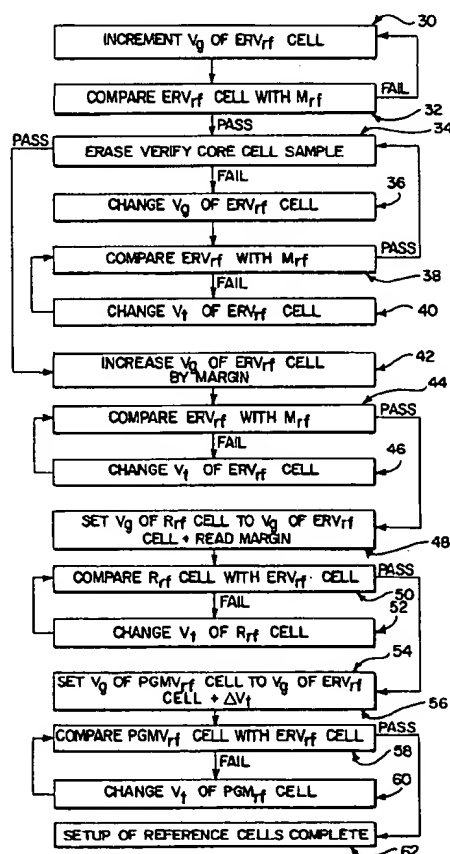 30
INCREMENT Vg OF ERVrf CELL
COMPARE ERVrf CELL WITH Mrf
FAIL
32
PASS
PASS
34
ERASE VERIFY CORE CELL SAMPLE
FAIL
36
CHANGE Vg OF ERVrf CELL
COMPARE ERVrf WITH Mrf
PASS
38
FAIL
CHANGE Vt OF ERVrf CELL
40
INCREASE Vg OF ERVrf CELL
BY MARGIN
42
44
COMPARE ERVrf WITH Mrf
PASS
FAIL
CHANGE Vt OF ERVrf CELL
46
SET Vg OF Rrf CELL TO Vg OF ERVrf
CELL + READ MARGIN
48
COMPARE Rrf CELL WITH ERVrf CELL
PASS
50
FAIL
52
CHANGE Vt OF Rrf CELL
54
SET Vg OF PGMVrf CELL TO Vg OF ERVrf
CELL + ΔVt
56
COMPARE PGMVrf CELL WITH ERVrf CELL
PASS
58
FAIL
60
CHANGE Vt OF PGMrf CELL
SETUP OF REFERENCE CELLS COMPLETE
62